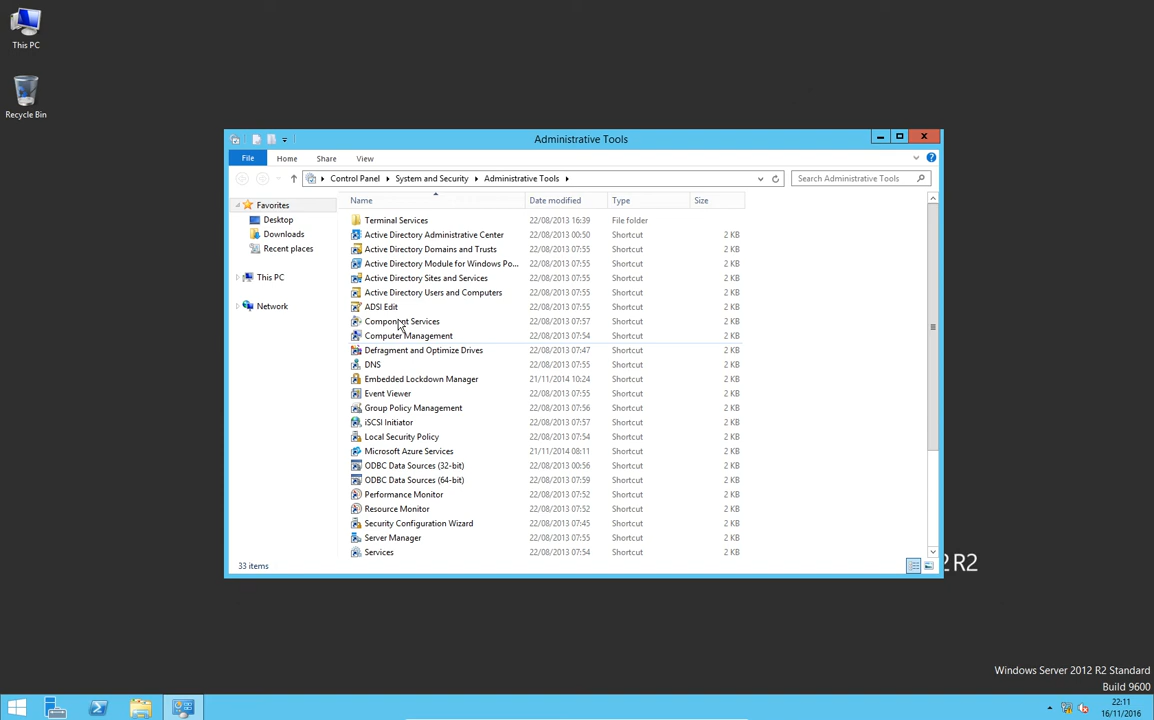 This PC
Recycle Bin
Administrative Tools
File Home Share View
Control Panel System and Security Administrative Tools Search Administrative Tools
Favorites
Desktop
Downloads
Recent places
This PC
Network
Name Date modified Type Size
Terminal Services 22/08/2013 16:39 File folder
Active Directory Administrative Center 22/08/2013 00:50 Shortcut 2 KB
Active Directory Domains and Trusts 22/08/2013 07:55 Shortcut 2 KB
Active Directory Module for Windows Po... 22/08/2013 07:55 Shortcut 2 KB
Active Directory Sites and Services 22/08/2013 07:55 Shortcut 2 KB
Active Directory Users and Computers 22/08/2013 07:55 Shortcut 2 KB
ADSI Edit 22/08/2013 07:55 Shortcut 2 KB
Component Services 22/08/2013 07:57 Shortcut 2 KB
Computer Management 22/08/2013 07:54 Shortcut 2 KB
Defragment and Optimize Drives 22/08/2013 07:47 Shortcut 2 KB
DNS 22/08/2013 07:55 Shortcut 2 KB
Embedded Lockdown Manager 21/11/2014 10:24 Shortcut 2 KB
Event Viewer 22/08/2013 07:55 Shortcut 2 KB
Group Policy Management 22/08/2013 07:56 Shortcut 2 KB
iSCSI Initiator 22/08/2013 07:57 Shortcut 2 KB
Local Security Policy 22/08/2013 07:54 Shortcut 2 KB
Microsoft Azure Services 21/11/2014 08:11 Shortcut 2 KB
ODBC Data Sources (32-bit) 22/08/2013 00:56 Shortcut 2 KB
ODBC Data Sources (64-bit) 22/08/2013 07:59 Shortcut 2 KB
Performance Monitor 22/08/2013 07:52 Shortcut 2 KB
Resource Monitor 22/08/2013 07:52 Shortcut 2 KB
Security Configuration Wizard 22/08/2013 07:45 Shortcut 2 KB
Server Manager 22/08/2013 07:55 Shortcut 2 KB
Services 22/08/2013 07:54 Shortcut 2 KB
33 items
2 R2
Windows Server 2012 R2 Standard
Build 9600
22:11
16/11/2016